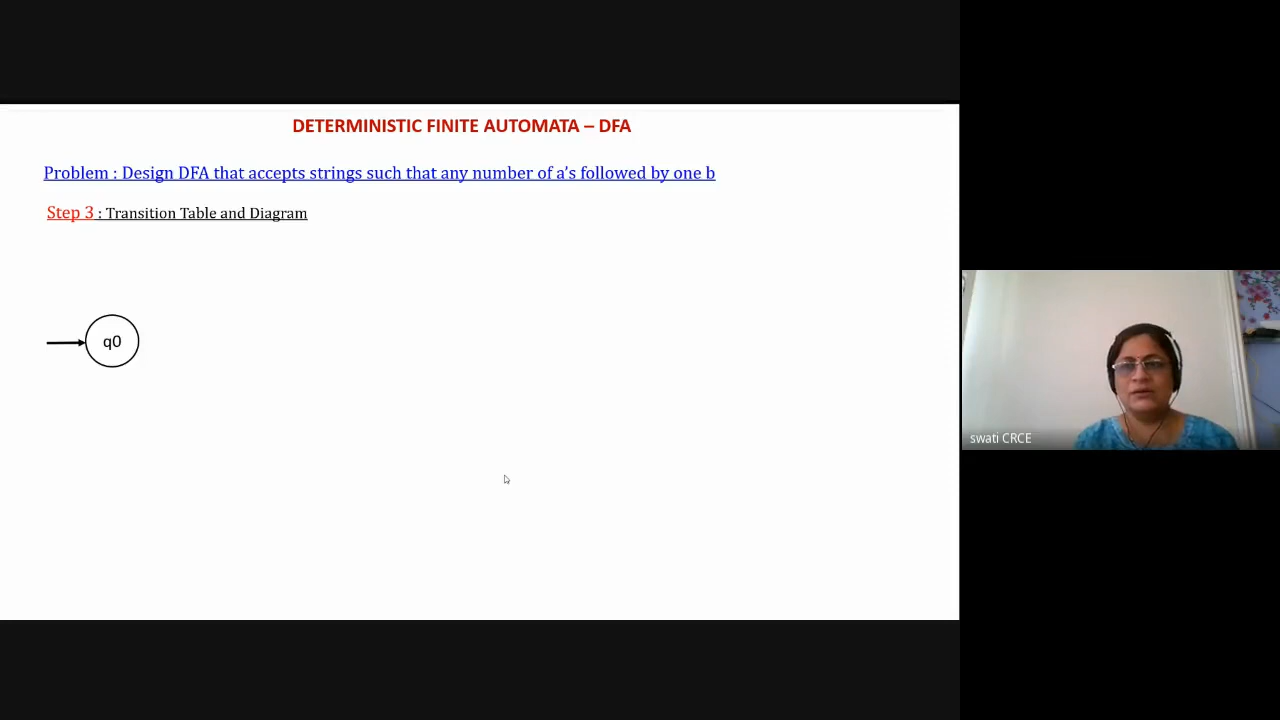 DETERMINISTIC FINITE AUTOMATA – DFA
Problem : Design DFA that accepts strings such that any number of a's followed by one b
Step 3 : Transition Table and Diagram
q0
swati CRCE